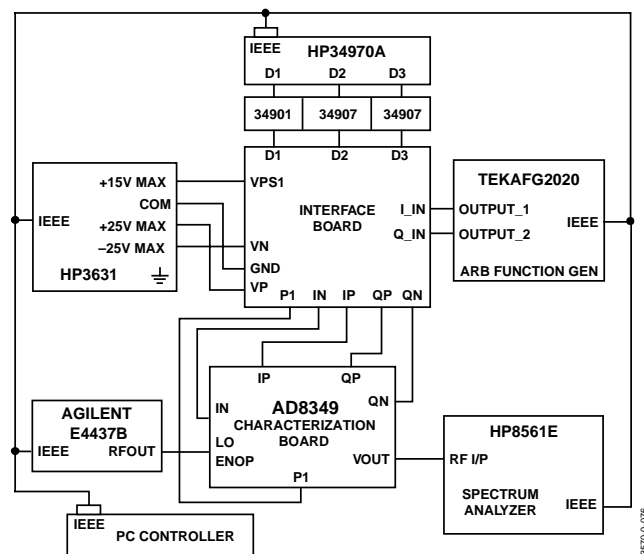 IEEE
HP34970A
D1 D2 D3
34901 34907 34907
D1 D2 D3
+15V MAX
COM
+25V MAX
–25V MAX
IEEE
HP3631
VPS1
VN
GND
VP
INTERFACE
BOARD
I_IN
Q_IN
P1 IN IP QP QN
TEKAFG2020
OUTPUT_1
OUTPUT_2
IEEE
ARB FUNCTION GEN
IP QP
IN
QN
AD8349
CHARACTERIZATION
BOARD
LO
ENOP
VOUT
P1
AGILENT
E4437B
IEEE RFOUT
HP8561E
RF I/P
SPECTRUM
ANALYZER
IEEE
IEEE
PC CONTROLLER